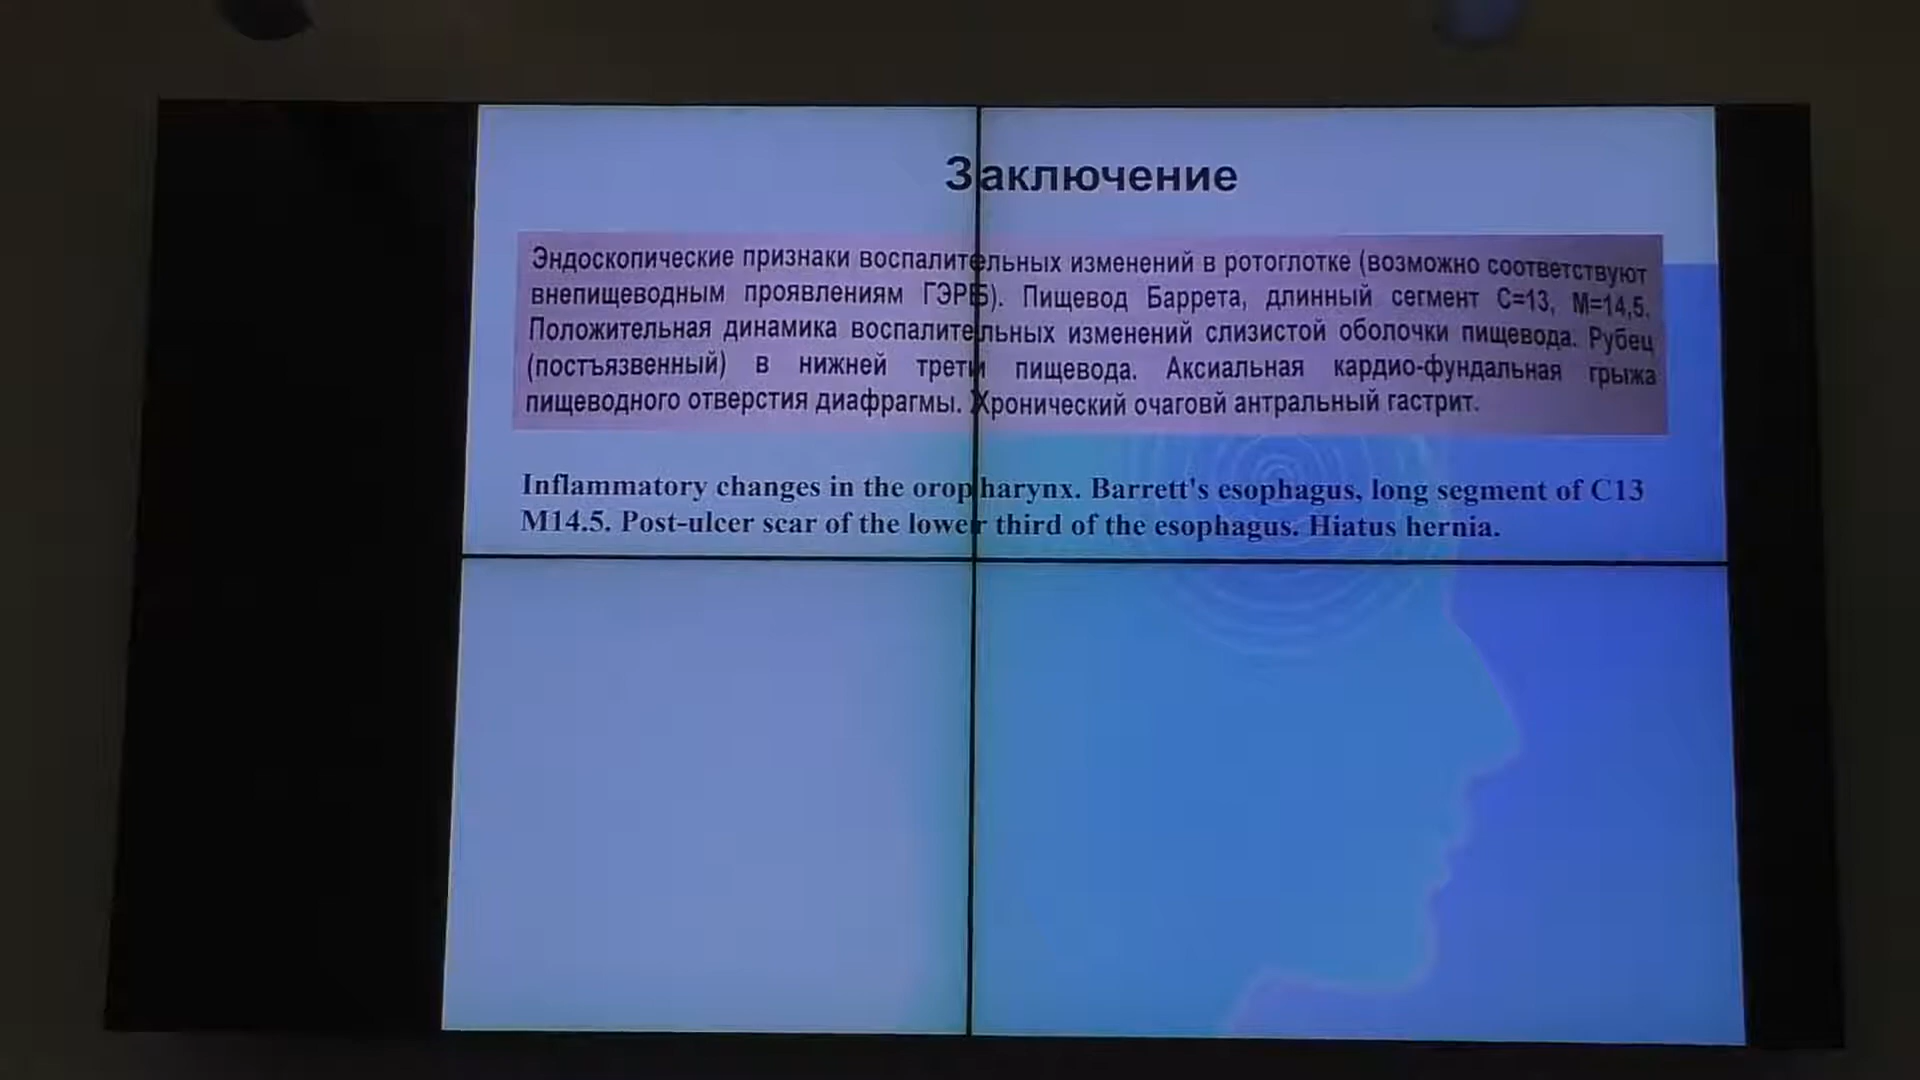 Заключение
Эндоскопические признаки воспалительных изменений в ротоглотке (возможно соответствуют
внепищеводным проявлениям ГЭРБ). Пищевод Баррета, длинный сегмент С=13, М=14,5.
Положительная динамика воспалительных изменений слизистой оболочки пищевода. Рубец
(постъязвенный) в нижней трети пищевода. Аксиальная кардио-фундальная грыжа
пищеводного отверстия диафрагмы. Хронический очаговй антральный гастрит.
Inflammatory changes in the oropharynx. Barrett's esophagus, long segment of C13
M14.5. Post-ulcer scar of the lower third of the esophagus. Hiatus hernia.